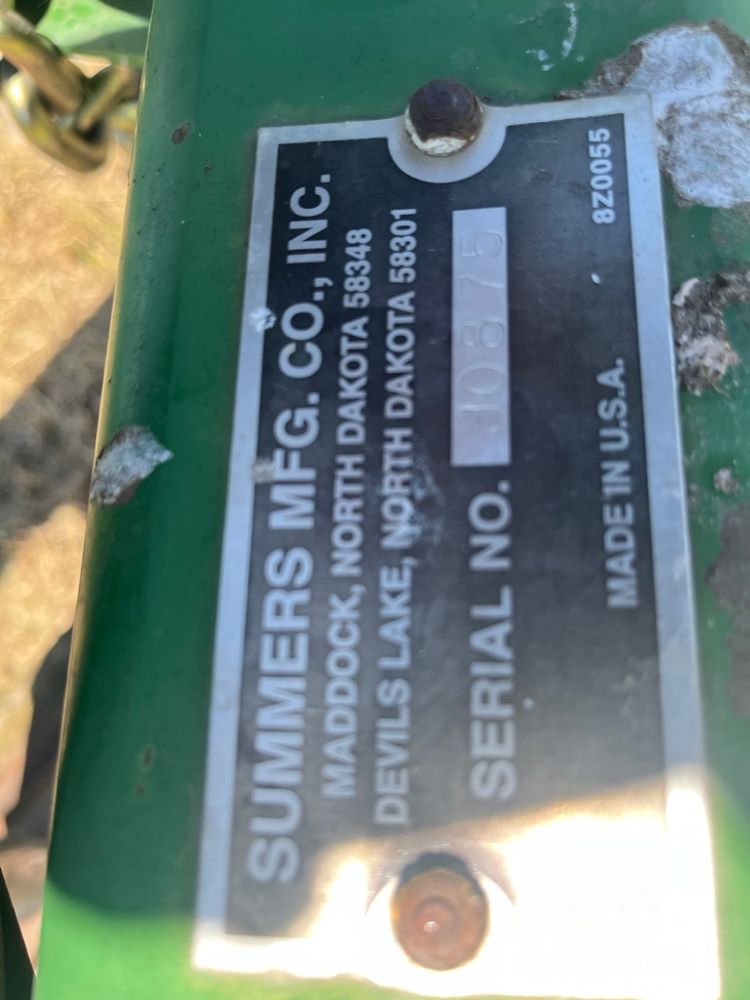 SUMMERS MFG. CO., INC.
MADDOCK, NORTH DAKOTA 58348
DEVILS LAKE, NORTH DAKOTA 58301
SERIAL NO. J0875
MADE IN U.S.A.
8Z0055